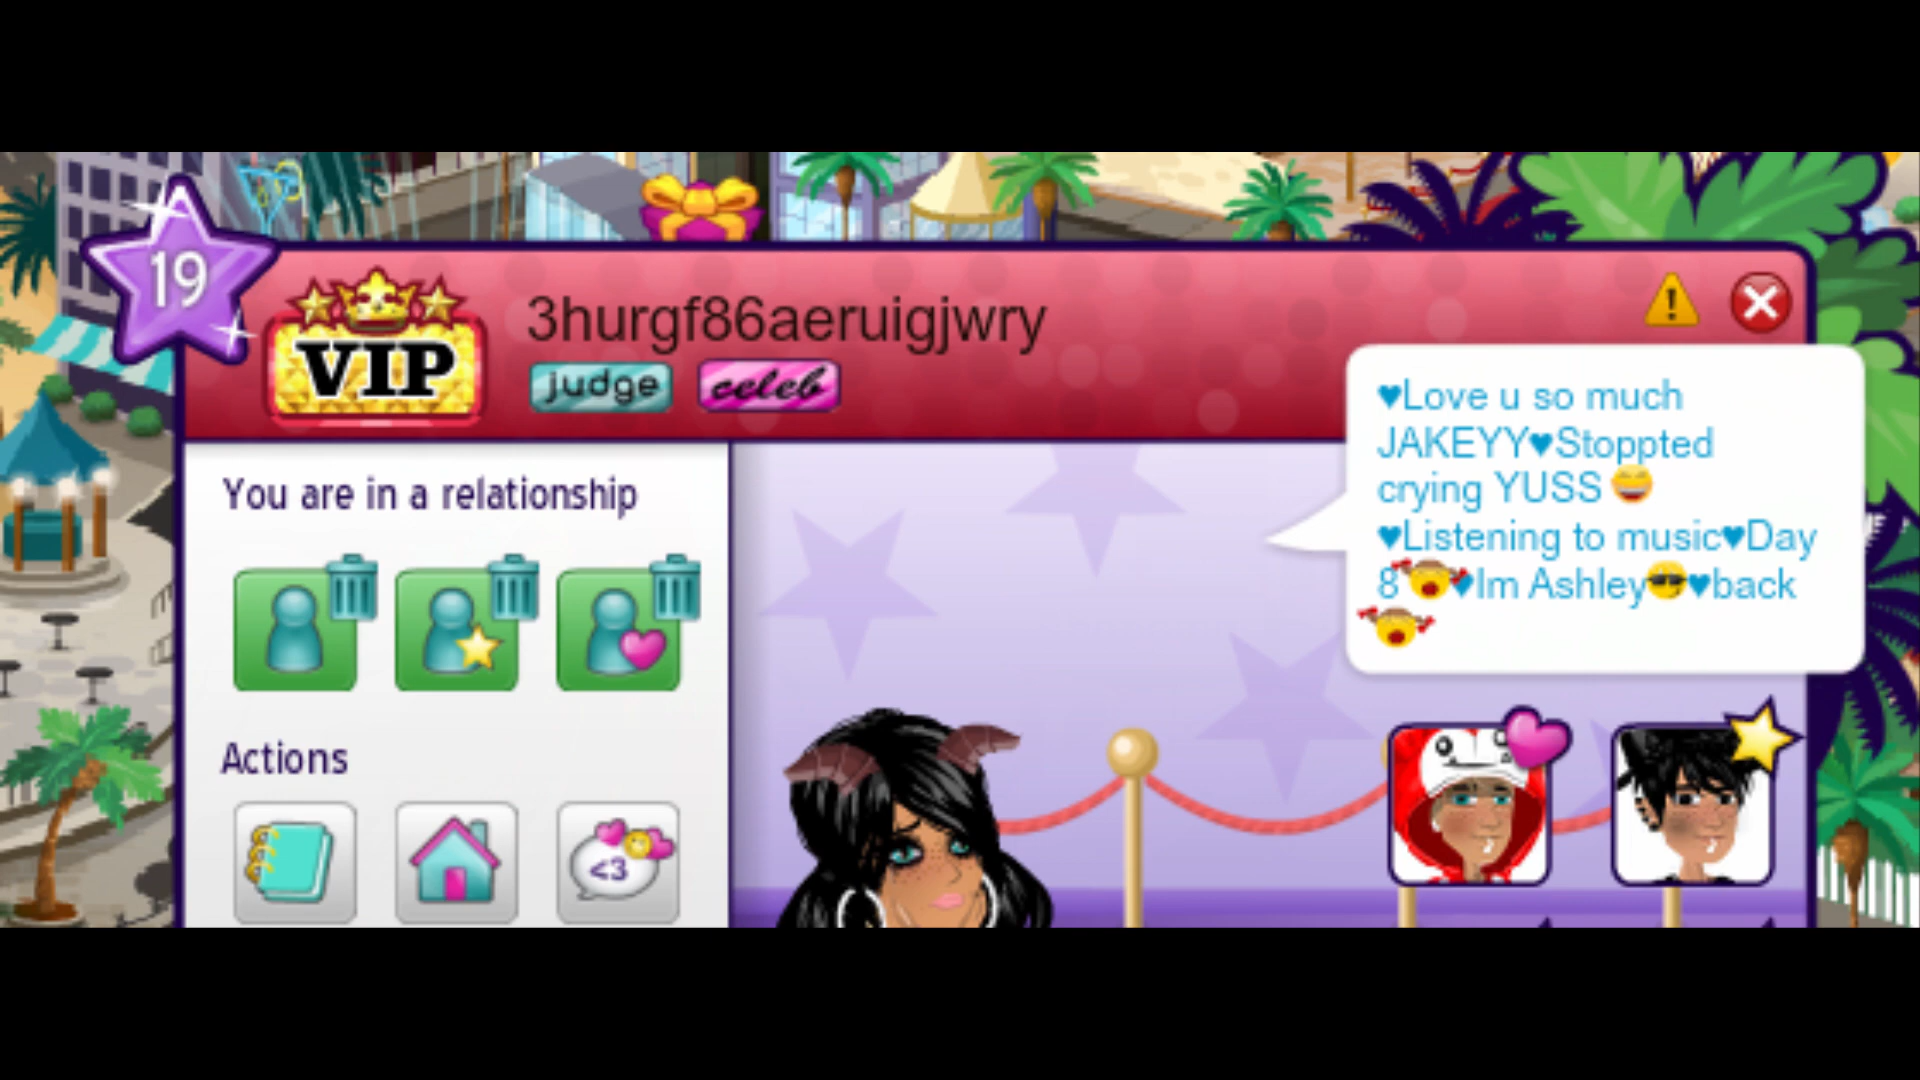 19
VIP
3hurgf86aeruigjwry
judge
celeb
♥Love u so much
JAKEYY♥Stoppted
crying YUSS 😄
♥Listening to music♥Day
8♥Im Ashley😎♥back
You are in a relationship
Actions
<3